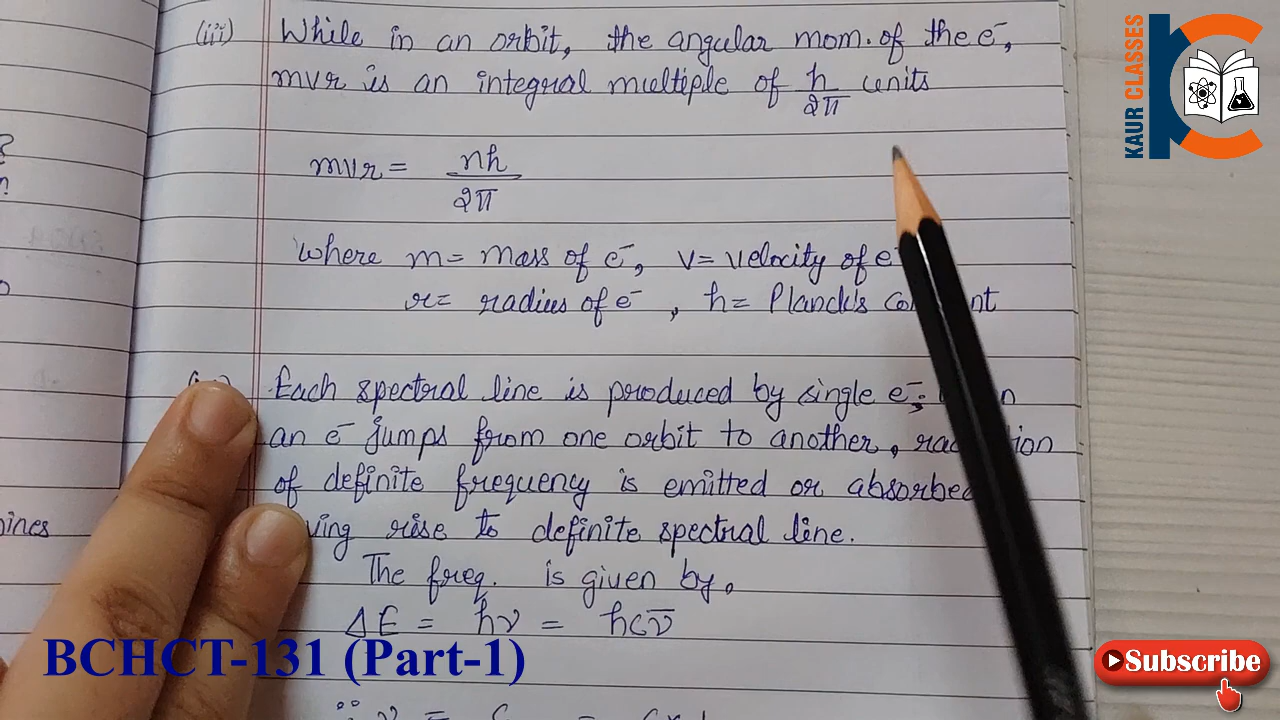 (iii) While in an orbit, the angular mom. of the e⁻,
mvr is an integral multiple of h/2π units
mvr = nh/2π
where m = mass of e⁻, v = velocity of e
r = radius of e⁻, h = Planck's
Each spectral line is produced by single e⁻;
an e⁻ jumps from one orbit to another,
of definite frequency is emitted or absorbed
rise to definite spectral line.
The freq. is given by,
ΔE = hν = hcν̅
KAUR CLASSES
BCHCT-131 (Part-1)
Subscribe